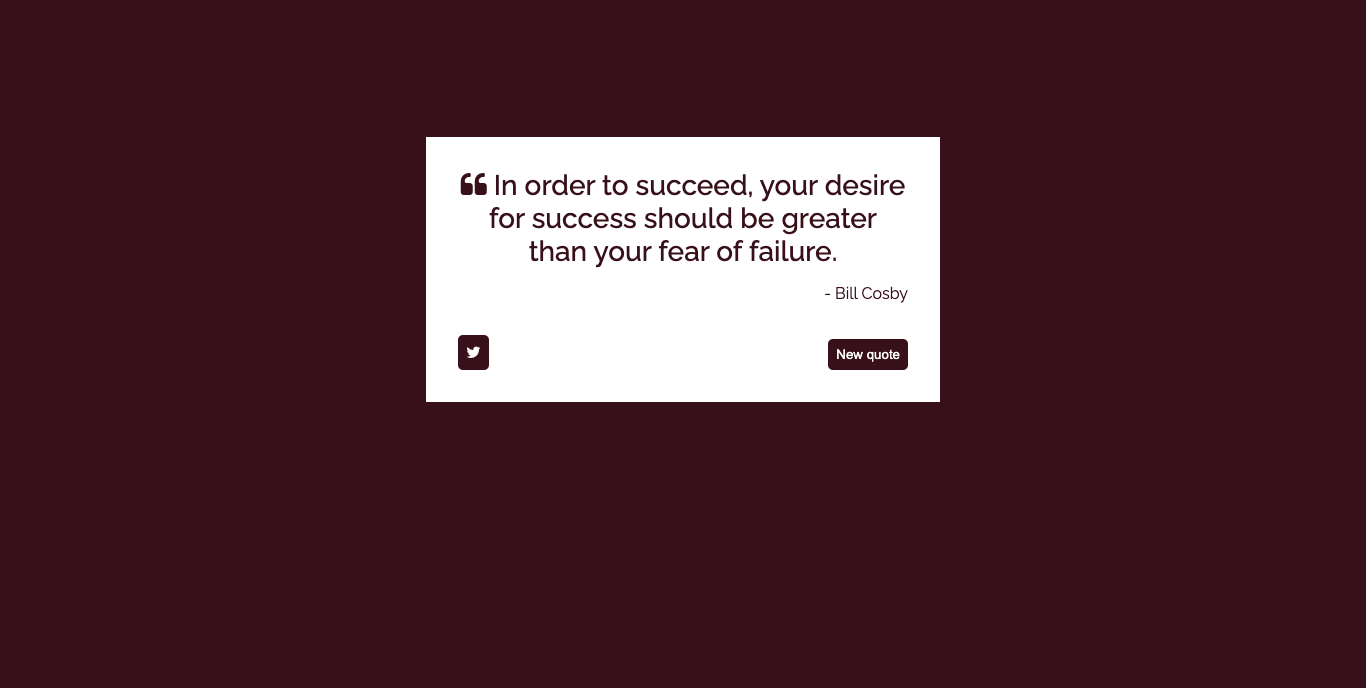 ❝ In order to succeed, your desire
for success should be greater
than your fear of failure.
- Bill Cosby
New quote